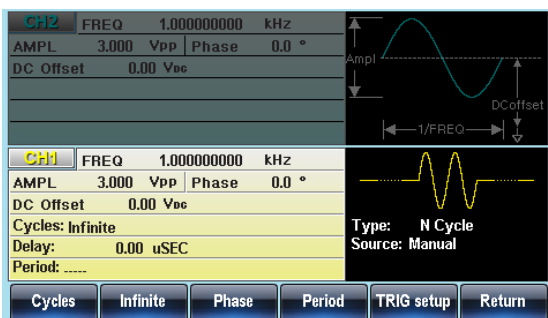 CH2 FREQ 1.000000000 kHz
AMPL 3.000 Vpp Phase 0.0 °
DC Offset 0.00 VDC
Ampl
DCoffset
1/FREQ
CH1 FREQ 1.000000000 kHz
AMPL 3.000 Vpp Phase 0.0 °
DC Offset 0.00 VDC
Cycles: Infinite
Delay: 0.00 uSEC
Period: -----
Type: N Cycle
Source: Manual
Cycles Infinite Phase Period TRIG setup Return